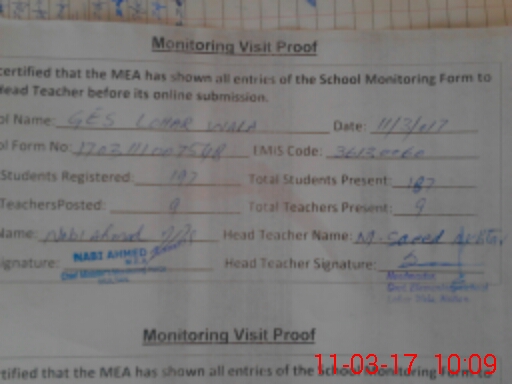 Monitoring Visit Proof
certified that the MEA has shown all entries of the School Monitoring Form to
Head Teacher before its online submission.
ol Name: GES LOHAR WALA Date: 11/3/017
ol Form No: EMIS Code:
Students Registered: Total Students Present: 187
TeachersPosted: 9 Total Teachers Present: 9
Name: Nabi Ahmed Head Teacher Name: M. Saeed Akhtar
ignature: NABI AHMED Head Teacher Signature:
M.E.A
Monitoring Visit Proof
rtified that the MEA has shown all entries of the School Monitoring Form to
11-03-17 10:09